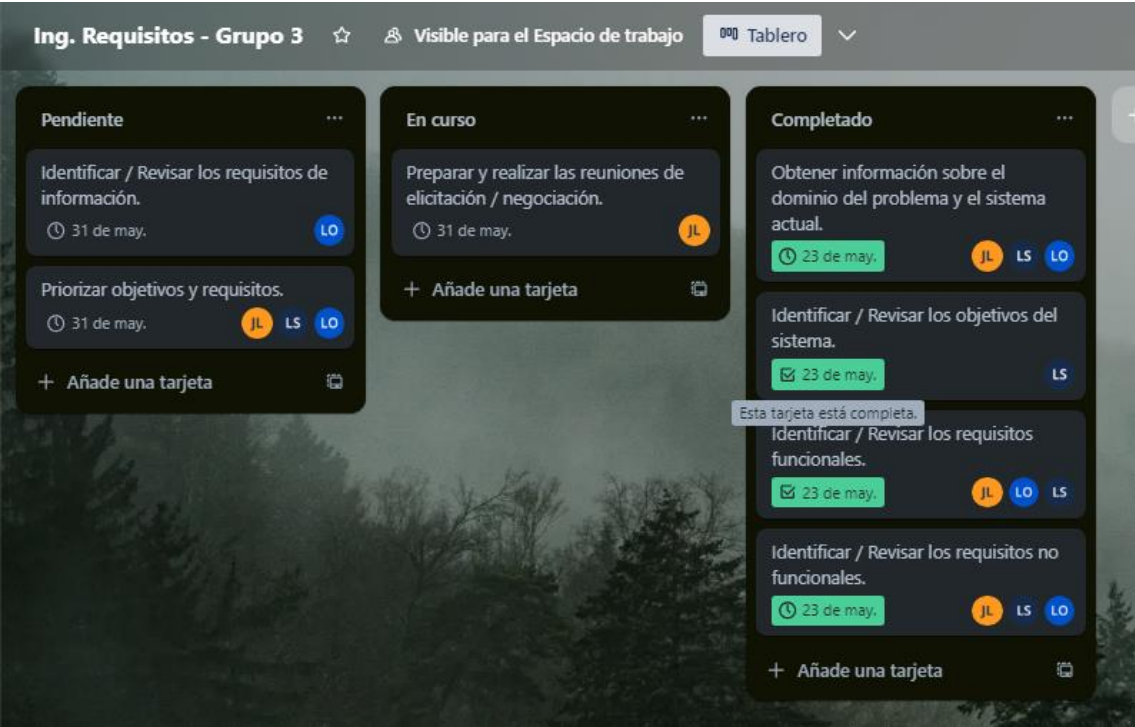 Ing. Requisitos - Grupo 3
Visible para el Espacio de trabajo
Tablero
Pendiente
Identificar / Revisar los requisitos de
información.
31 de may.
LO
Priorizar objetivos y requisitos.
31 de may.
JL LS LO
+ Añade una tarjeta
En curso
Preparar y realizar las reuniones de
elicitación / negociación.
31 de may.
JL
+ Añade una tarjeta
Completado
Obtener información sobre el
dominio del problema y el sistema
actual.
23 de may.
JL LS LO
Identificar / Revisar los objetivos del
sistema.
23 de may.
LS
Esta tarjeta está completa.
Identificar / Revisar los requisitos
funcionales.
23 de may.
JL LO LS
Identificar / Revisar los requisitos no
funcionales.
23 de may.
JL LS LO
+ Añade una tarjeta